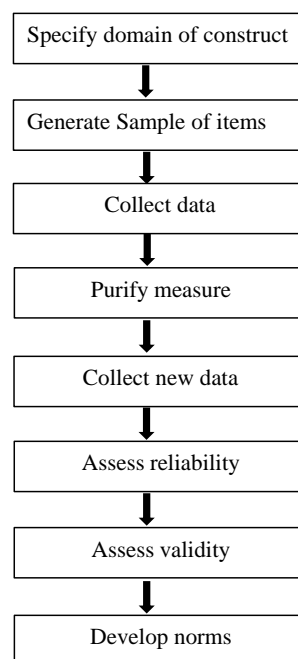 Specify domain of construct
Generate Sample of items
Collect data
Purify measure
Collect new data
Assess reliability
Assess validity
Develop norms